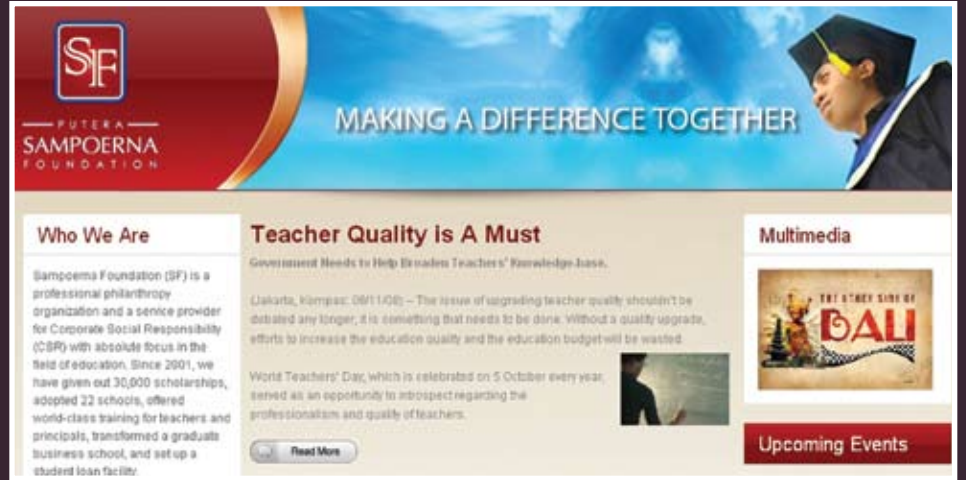 SF
PUTERA
SAMPOERNA
FOUNDATION
MAKING A DIFFERENCE TOGETHER
Who We Are
Sampoerna Foundation (SF) is a
professional philanthropy
organization and a service provider
for Corporate Social Responsibility
(CSR) with absolute focus in the
field of education. Since 2001, we
have given out 30,000 scholarships,
adopted 22 schools, offered
world-class training for teachers and
principals, transformed a graduate
business school, and set up a
student loan facility
Teacher Quality is A Must
Government Needs to Help Broaden Teachers' Knowledge-base.
(Jakarta, Kompas: 06/11/08) – The issue of upgrading teacher quality shouldn't be
debated any longer, it is something that needs to be done. Without a quality upgrade,
efforts to increase the education quality and the education budget will be wasted.
World Teachers' Day, which is celebrated on 5 October every year,
served as an opportunity to introspect regarding the
professionalism and quality of teachers.
Read More
Multimedia
THE OTHER SIDE OF
BALI
Upcoming Events